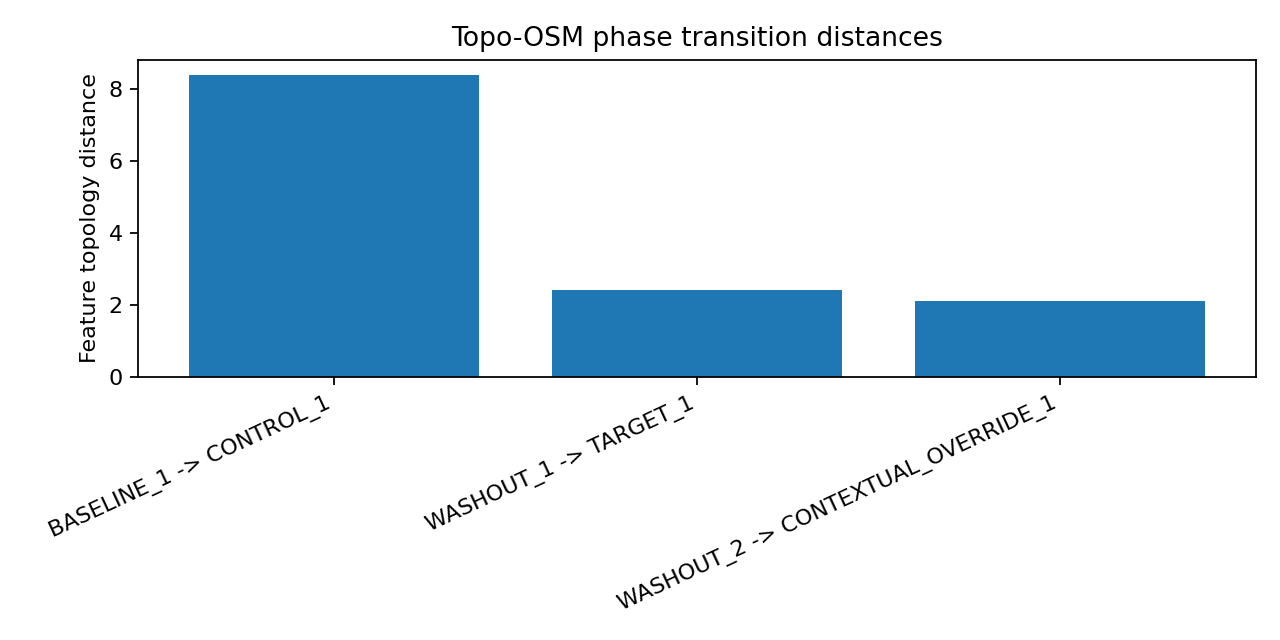 Topo-OSM phase transition distances
Feature topology distance
8
6
4
2
0
BASELINE_1 -> CONTROL_1
WASHOUT_1 -> TARGET_1
WASHOUT_2 -> CONTEXTUAL_OVERRIDE_1